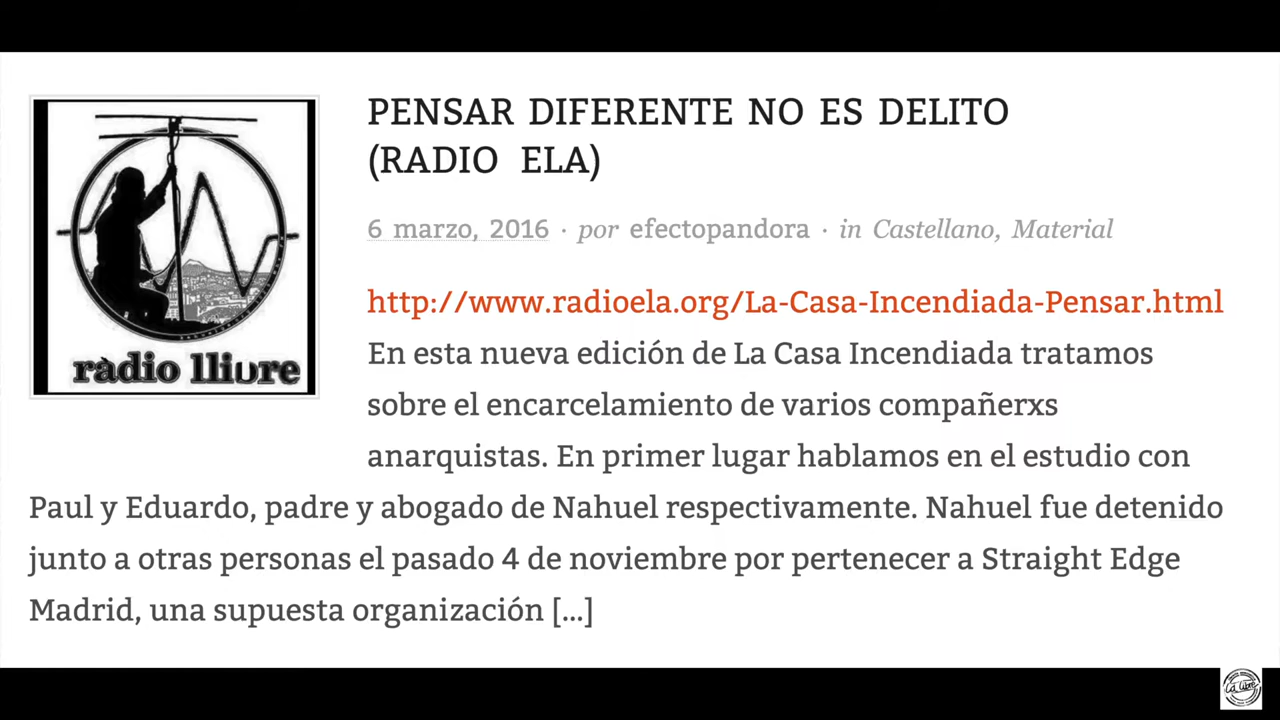 PENSAR DIFERENTE NO ES DELITO
(RADIO ELA)
6 marzo, 2016 · por efectopandora · in Castellano, Material
http://www.radioela.org/La-Casa-Incendiada-Pensar.html
En esta nueva edición de La Casa Incendiada tratamos
sobre el encarcelamiento de varios compañerxs
anarquistas. En primer lugar hablamos en el estudio con
Paul y Eduardo, padre y abogado de Nahuel respectivamente. Nahuel fue detenido
junto a otras personas el pasado 4 de noviembre por pertenecer a Straight Edge
Madrid, una supuesta organización [...]
ràdio lliure
La Libre